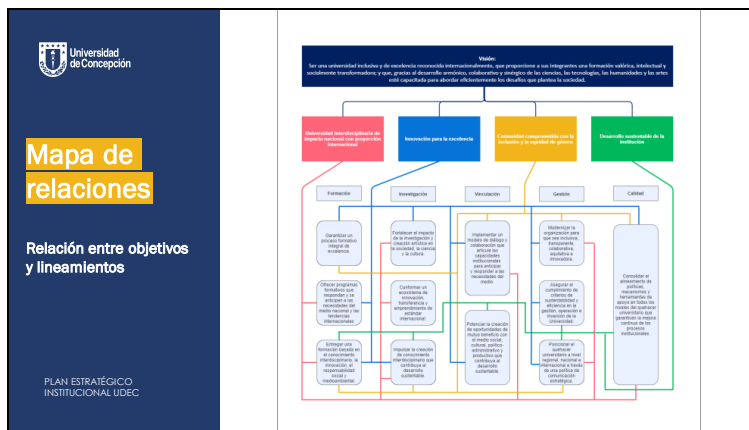 Universidad
de Concepción
Mapa de
relaciones
Relación entre objetivos
y lineamientos
PLAN ESTRATÉGICO
INSTITUCIONAL UDEC
Visión:
Ser una universidad inclusiva y de excelencia reconocida internacionalmente, que proporcione a sus integrantes una formación valórica, intelectual y
socialmente transformadora; y que, gracias al desarrollo armónico, colaborativo y sinérgico de las ciencias, las tecnologías, las humanidades y las artes
esté capacitada para abordar eficientemente los desafíos que plantea la sociedad.
Universidad interdisciplinaria de
impacto nacional con proyección
internacional
Innovación para la excelencia
Comunidad comprometida con la
inclusión y la equidad de género
Desarrollo sustentable de la
institución
Formación
Investigación
Vinculación
Gestión
Calidad
Garantizar un
proceso formativo
integral de
excelencia.
Ofrecer programas
formativos que
respondan y se
anticipen a las
necesidades del
medio nacional y las
tendencias
internacionales
Entregar una
formación basada en
el conocimiento
interdisciplinario, la
innovación, el
responsabilidad
social y
medioambiental.
Fortalecer el impacto
de la investigación y
creación artística en
la sociedad, la ciencia
y la cultura.
Conformar un
ecosistema de
innovación,
transferencia y
emprendimiento de
estándar
internacional.
Impulsar la creación
de conocimiento
interdisciplinario que
contribuya al
desarrollo
sustentable.
Implementar un
modelo de diálogo y
colaboración que
articule las
capacidades
institucionales
para anticipar
y responder a las
necesidades del
medio.
Potenciar la creación
de oportunidades de
mutuo beneficio con
el medio social,
cultural, político-
administrativo y
productivo que
contribuya al
desarrollo
sustentable.
Modernizar la
organización para
que sea inclusiva,
transparente,
colaborativa,
equitativa e
innovadora.
Asegurar el
cumplimiento de
criterios de
sustentabilidad y
eficiencia en la
gestión, operación e
inversión de la
Universidad.
Posicionar el
quehacer
universitario a nivel
regional, nacional e
internacional a través
de una política de
comunicación
estratégica.
Consolidar el
alineamiento de
políticas,
mecanismos y
herramientas de
apoyo en todos los
niveles del quehacer
universitario que
garanticen la mejora
continua de los
procesos
institucionales.